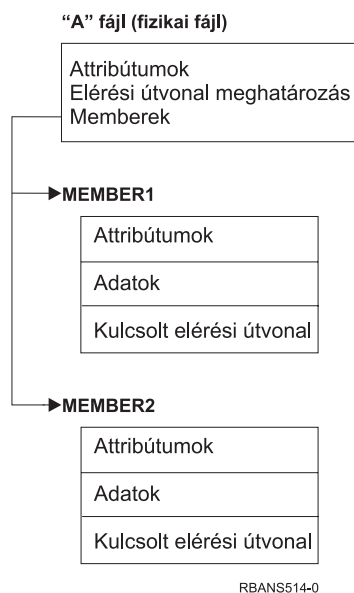 “A” fájl (fizikai fájl)
Attribútumok
Elérési útvonal meghatározás
Memberek
MEMBER1
Attribútumok
Adatok
Kulcsolt elérési útvonal
MEMBER2
Attribútumok
Adatok
Kulcsolt elérési útvonal
RBANS514-0